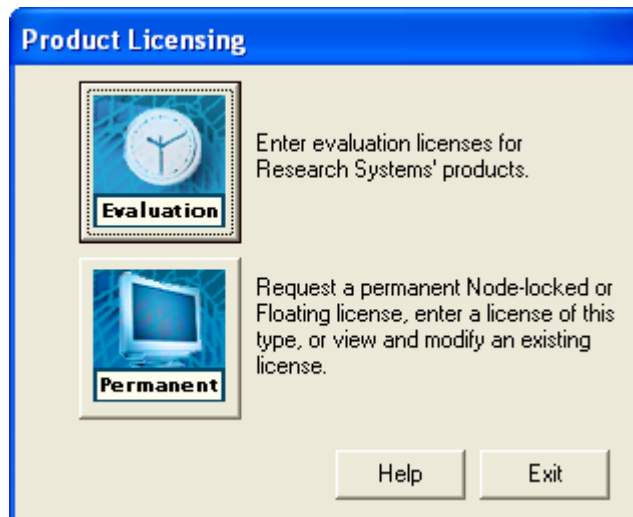 Product Licensing
Enter evaluation licenses for
Research Systems' products.
Evaluation
Request a permanent Node-locked or
Floating license, enter a license of this
type, or view and modify an existing
license.
Permanent
Help
Exit